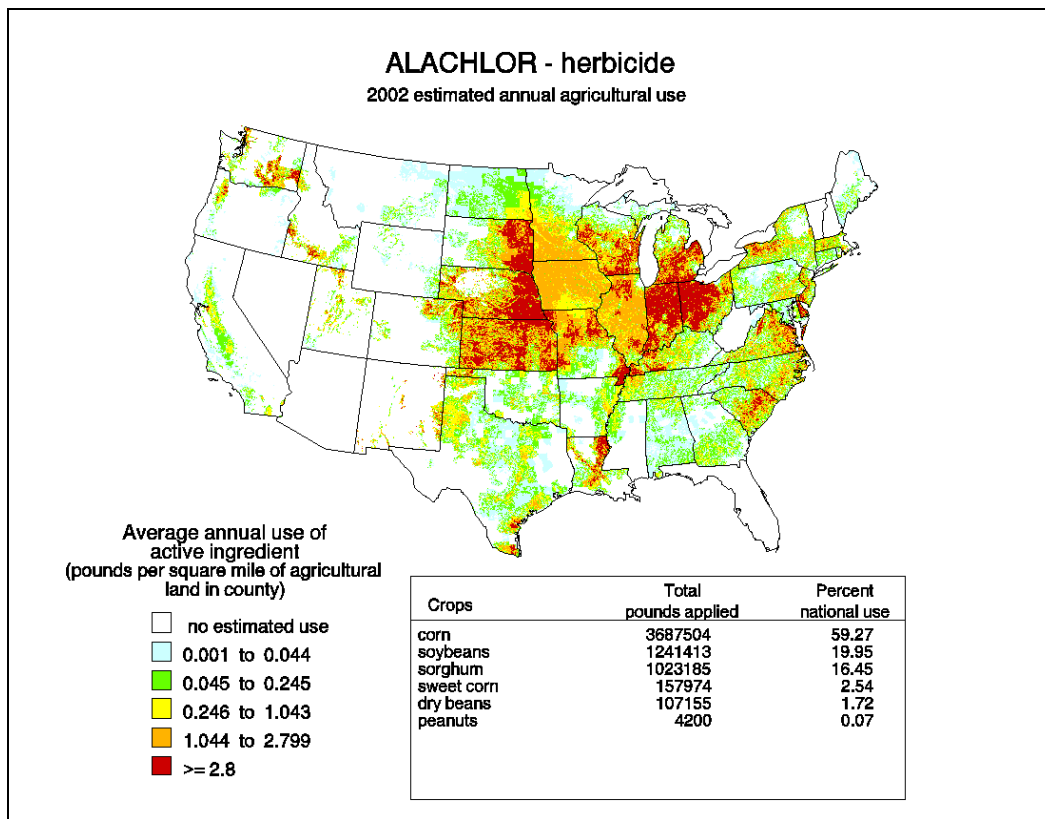 ALACHLOR - herbicide
2002 estimated annual agricultural use
Average annual use of
active ingredient
(pounds per square mile of agricultural
land in county)
no estimated use
0.001 to 0.044
0.045 to 0.245
0.246 to 1.043
1.044 to 2.799
>= 2.8
Crops Total pounds applied Percent national use
corn 3687504 59.27
soybeans 1241413 19.95
sorghum 1023185 16.45
sweet corn 157974 2.54
dry beans 107155 1.72
peanuts 4200 0.07